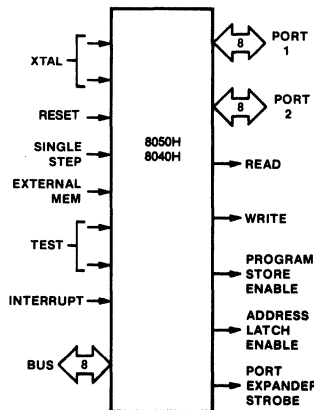 XTAL
RESET
SINGLE
STEP
EXTERNAL
MEM
TEST
INTERRUPT
BUS
8
8050H
8040H
8
PORT
1
8
PORT
2
READ
WRITE
PROGRAM
STORE
ENABLE
ADDRESS
LATCH
ENABLE
PORT
EXPANDER
STROBE